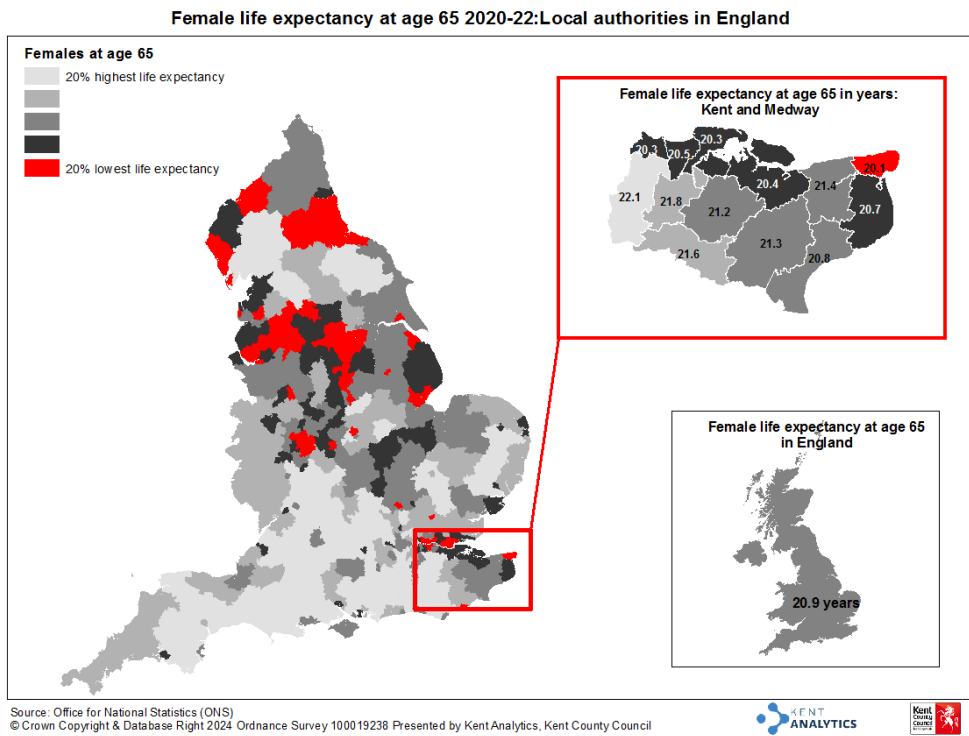 Female life expectancy at age 65 2020-22:Local authorities in England
Females at age 65
20% highest life expectancy
20% lowest life expectancy
Female life expectancy at age 65 in years:
Kent and Medway
20.3
20.3
20.5
20.1
20.4
21.4
22.1
21.8
21.2
20.7
21.3
21.6
20.8
Female life expectancy at age 65
in England
20.9 years
Source: Office for National Statistics (ONS)
© Crown Copyright & Database Right 2024 Ordnance Survey 100019238 Presented by Kent Analytics, Kent County Council
KENT
ANALYTICS
Kent
County
Council